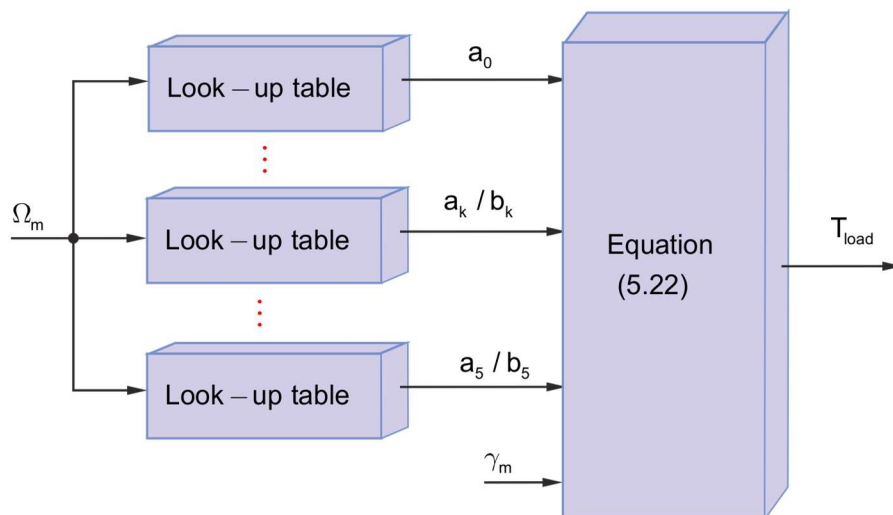 Look – up table
a₀
Ωₘ
Look – up table
aₖ / bₖ
Equation
(5.22)
T_load
Look – up table
a₅ / b₅
γₘ